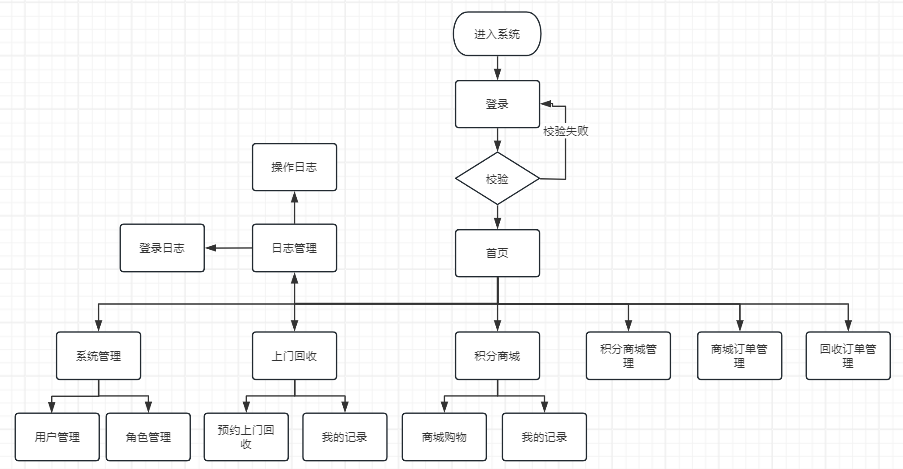 进入系统
登录
校验失败
操作日志
校验
登录日志
日志管理
首页
系统管理
上门回收
积分商城
积分商城管
理
商城订单管
理
回收订单管
理
用户管理
角色管理
预约上门回
收
我的记录
商城购物
我的记录